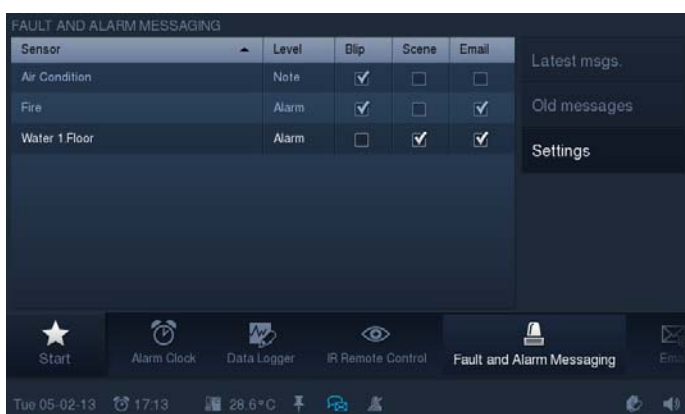 FAULT AND ALARM MESSAGING
Sensor Level Blip Scene Email
Latest msgs.
Air Condition Note
Fire Alarm
Old messages
Water 1.Floor Alarm
Settings
Start Alarm Clock Data Logger IR Remote Control Fault and Alarm Messaging Ema
Tue 05-02-13 17:13 28.6°C